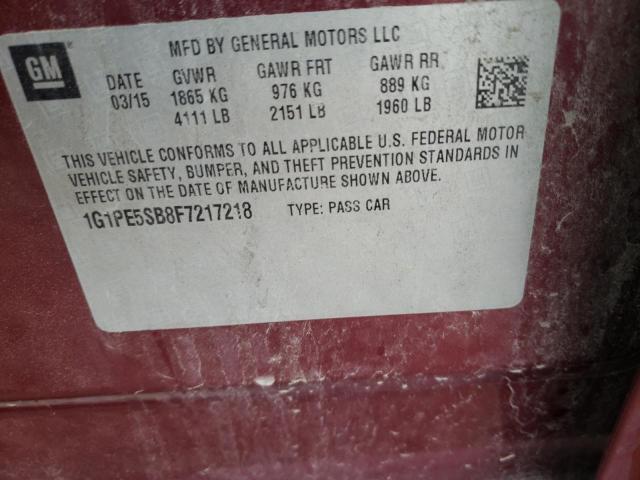 GM
MFD BY GENERAL MOTORS LLC
DATE GVWR GAWR FRT GAWR RR
03/15 1865 KG 976 KG 889 KG
4111 LB 2151 LB 1960 LB
THIS VEHICLE CONFORMS TO ALL APPLICABLE U.S. FEDERAL MOTOR
VEHICLE SAFETY, BUMPER, AND THEFT PREVENTION STANDARDS IN
EFFECT ON THE DATE OF MANUFACTURE SHOWN ABOVE.
1G1PE5SB8F7217218 TYPE: PASS CAR